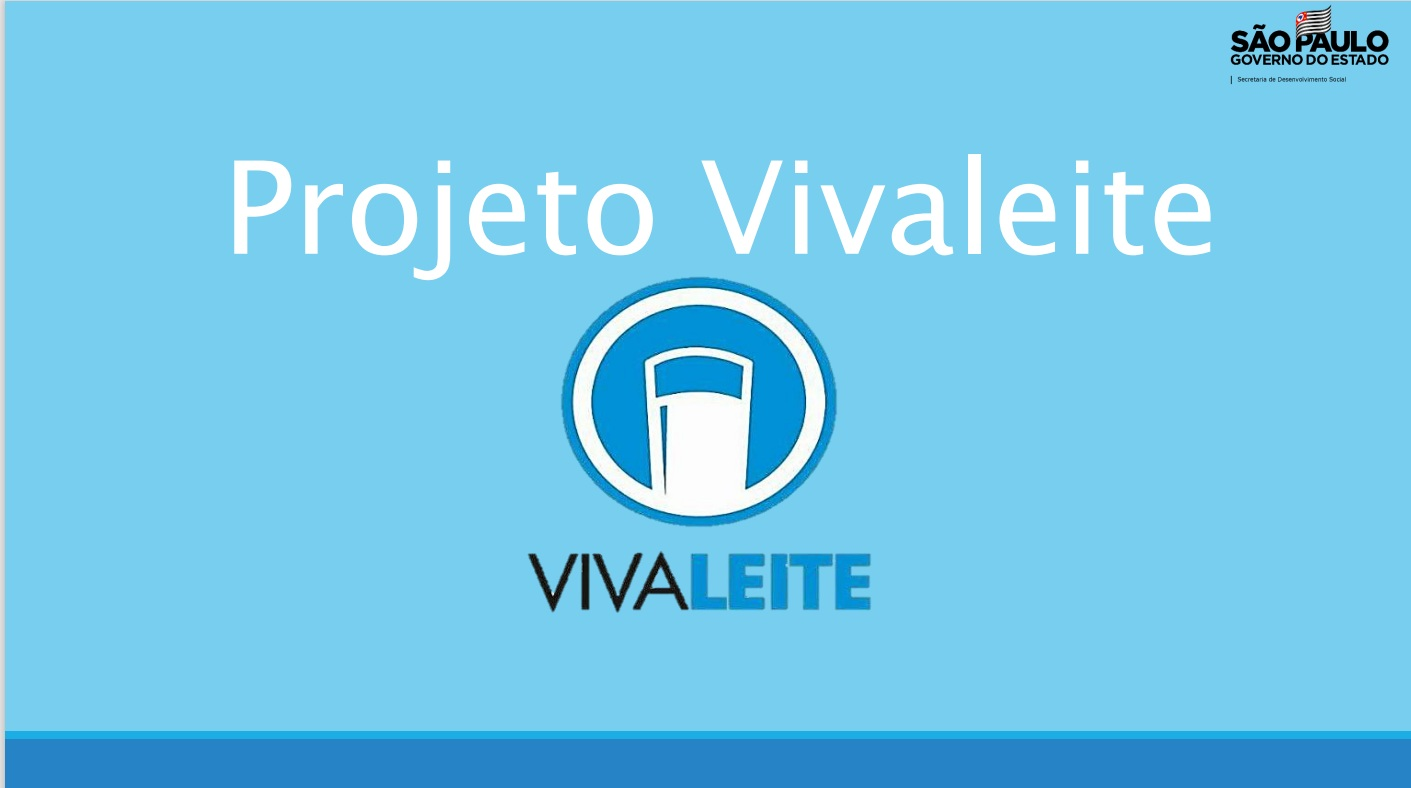 SÃO PAULO
GOVERNO DO ESTADO
Secretaria de Desenvolvimento Social
Projeto Vivaleite
VIVALEITE